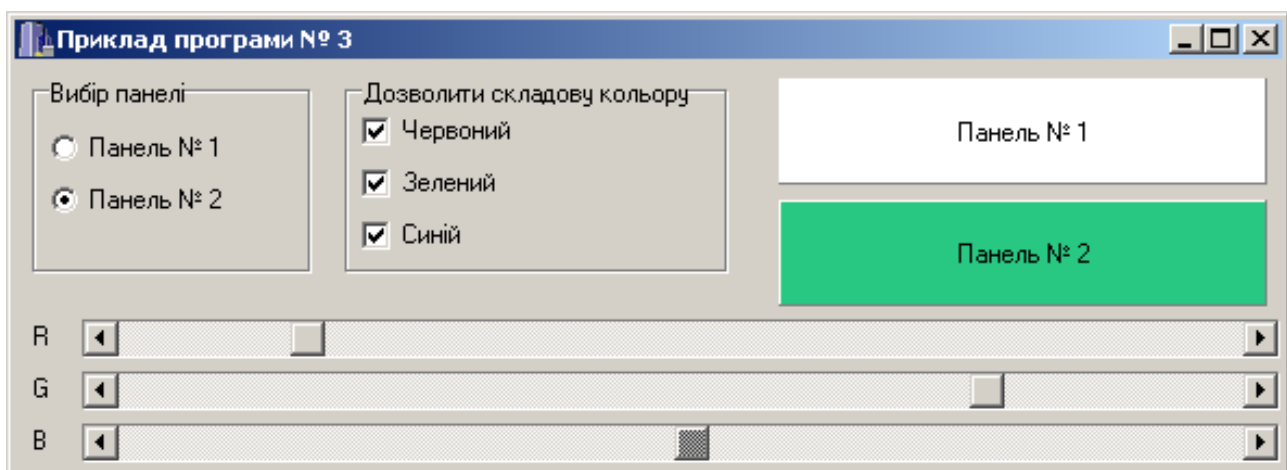 Приклад програми № 3
Вибір панелі
Панель № 1
Панель № 2
Дозволити складову кольору
Червоний
Зелений
Синій
Панель № 1
Панель № 2
R
G
B